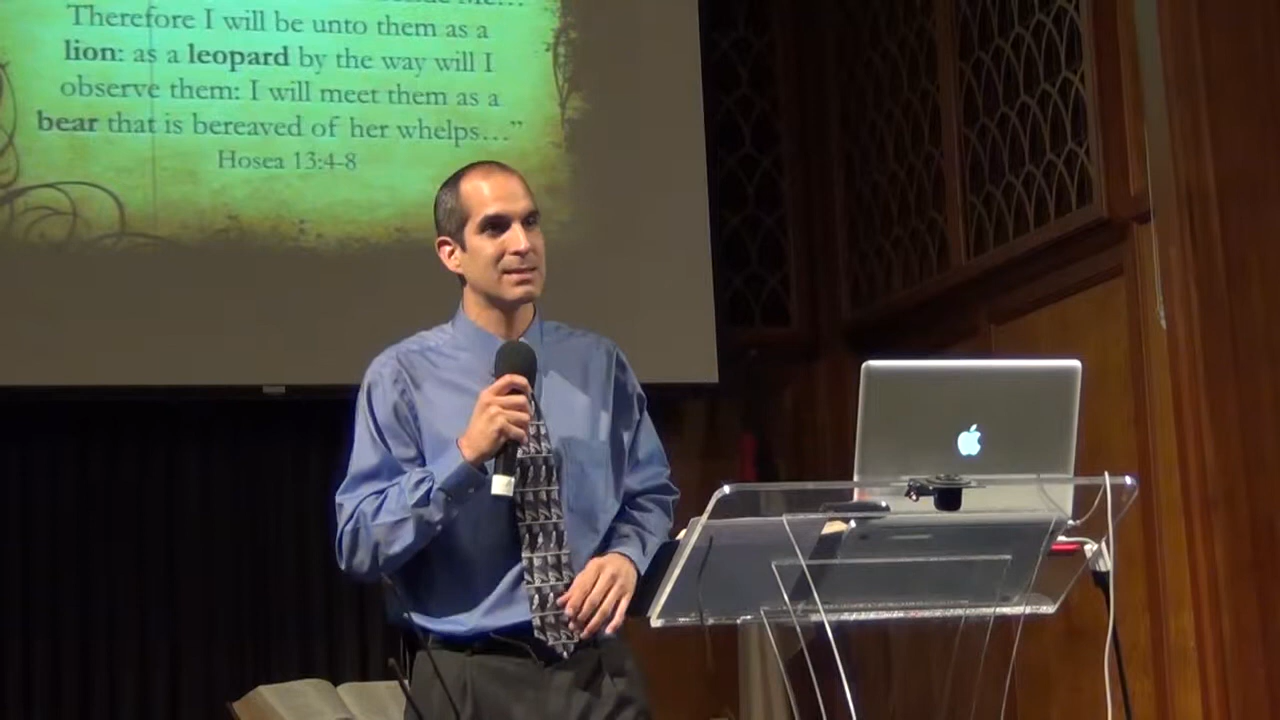 Therefore I will be unto them as a
lion: as a leopard by the way will I
observe them: I will meet them as a
bear that is bereaved of her whelps…”
Hosea 13:4-8